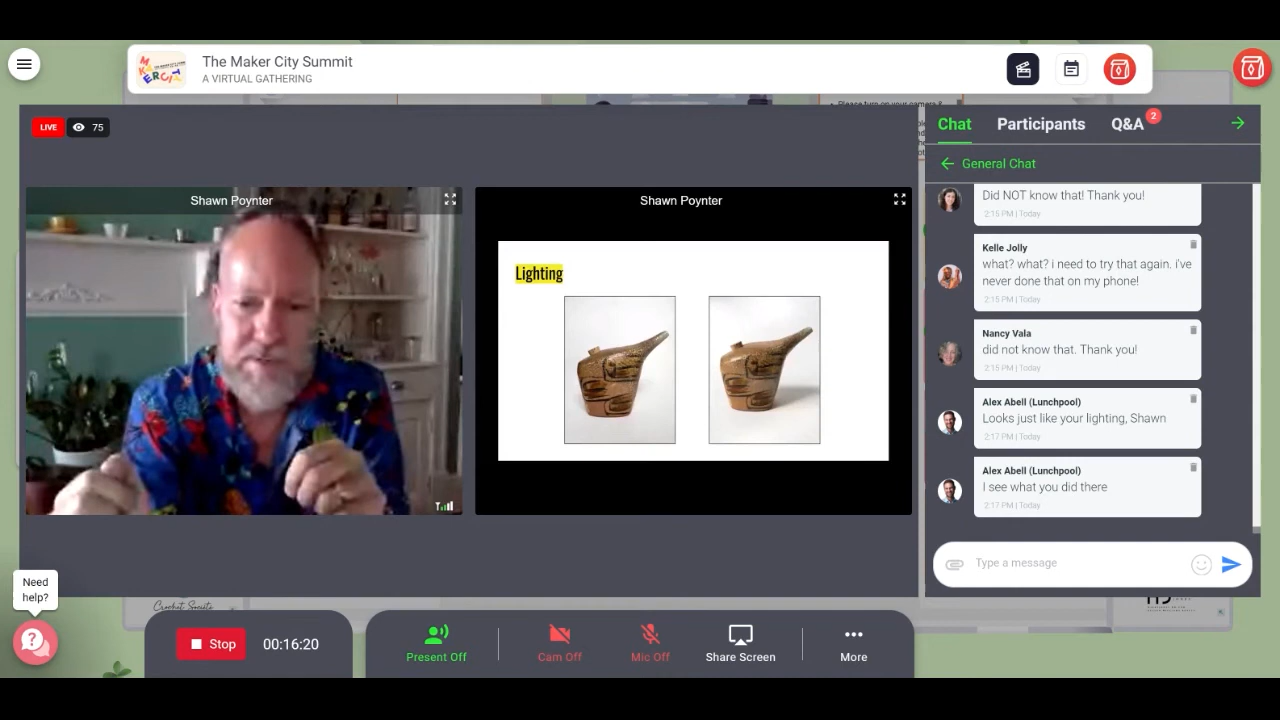 The Maker City Summit
A VIRTUAL GATHERING
LIVE
75
Shawn Poynter
Shawn Poynter
Lighting
Chat
Participants
Q&A
2
General Chat
Did NOT know that! Thank you!
2:15 PM | Today
Kelle Jolly
what? what? i need to try that again. i've
never done that on my phone!
2:15 PM | Today
Nancy Vala
did not know that. Thank you!
2:15 PM | Today
Alex Abell (Lunchpool)
Looks just like your lighting, Shawn
2:17 PM | Today
Alex Abell (Lunchpool)
I see what you did there
2:17 PM | Today
Type a message
Need
help?
Crochet Society
Stop
00:16:20
Present Off
Cam Off
Mic Off
Share Screen
More